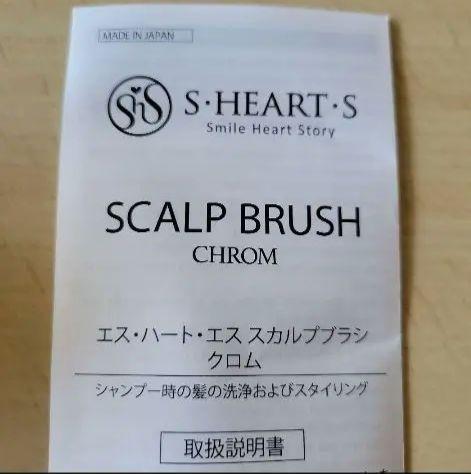 MADE IN JAPAN
S・HEART・S
Smile Heart Story
SCALP BRUSH
CHROM
エス・ハート・エス スカルプブラシ
クロム
シャンプー時の髪の洗浄およびスタイリング
取扱説明書